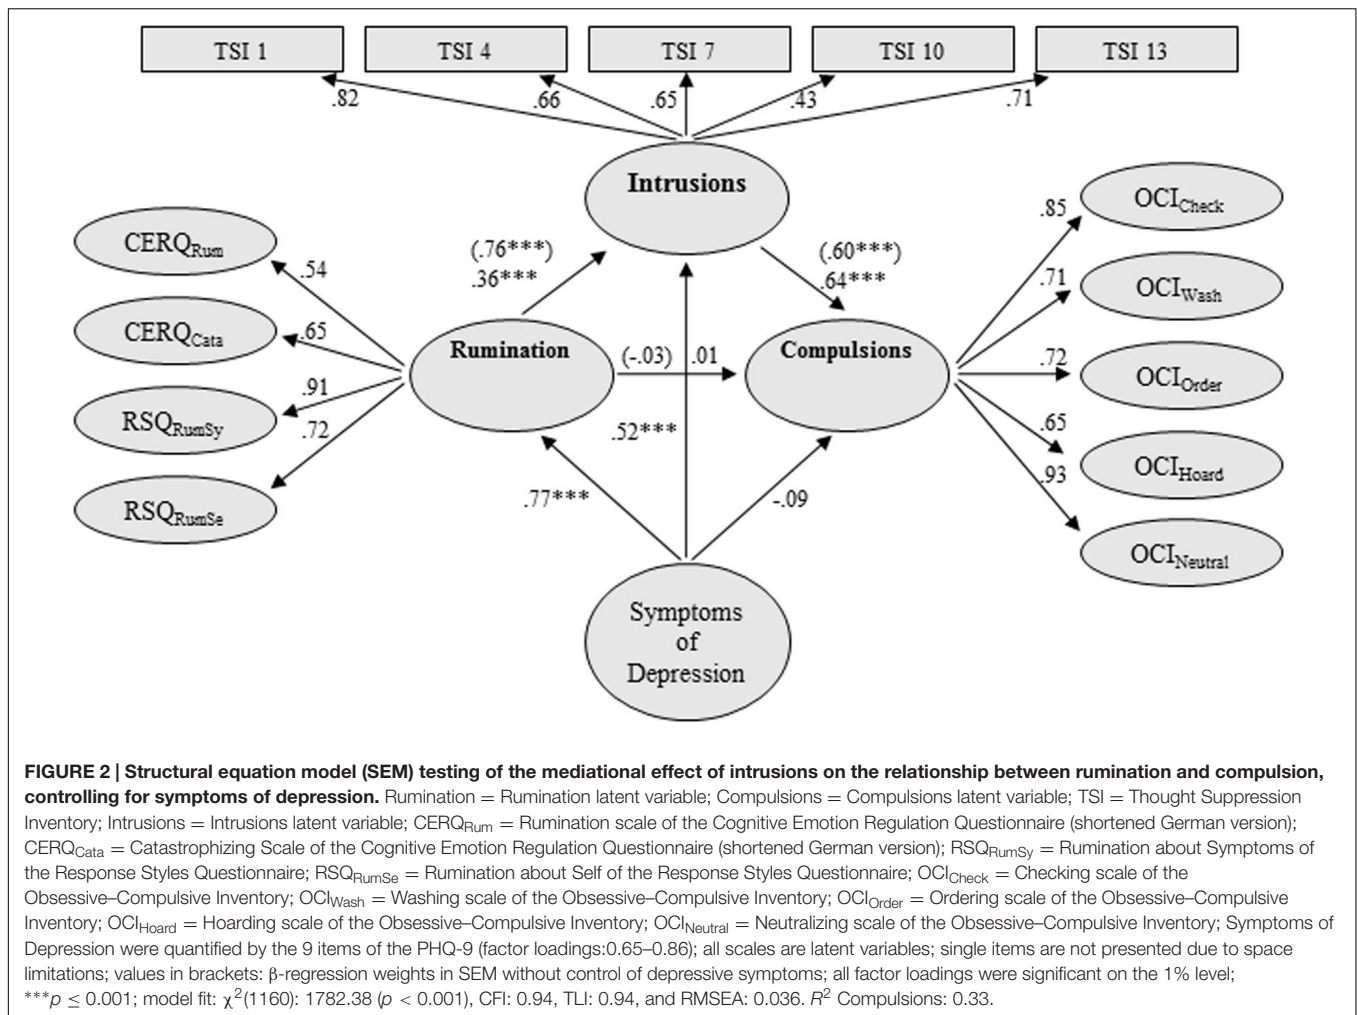 TSI 1
TSI 4
TSI 7
TSI 10
TSI 13
.82
.66
.65
.43
.71
Intrusions
CERQRum
CERQCata
RSQRumSy
RSQRumSe
.54
.65
.91
.72
(.76***)
.36***
(.60***)
.64***
Rumination
(-.03)
.01
Compulsions
.52***
.77***
-.09
.85
.71
.72
.65
.93
OCICheck
OCIWash
OCIOrder
OCIHoard
OCINeutral
Symptoms
of
Depression
FIGURE 2 | Structural equation model (SEM) testing of the mediational effect of intrusions on the relationship between rumination and compulsion,
controlling for symptoms of depression. Rumination = Rumination latent variable; Compulsions = Compulsions latent variable; TSI = Thought Suppression
Inventory; Intrusions = Intrusions latent variable; CERQRum = Rumination scale of the Cognitive Emotion Regulation Questionnaire (shortened German version);
CERQCata = Catastrophizing Scale of the Cognitive Emotion Regulation Questionnaire (shortened German version); RSQRumSy = Rumination about Symptoms of
the Response Styles Questionnaire; RSQRumSe = Rumination about Self of the Response Styles Questionnaire; OCICheck = Checking scale of the
Obsessive–Compulsive Inventory; OCIWash = Washing scale of the Obsessive–Compulsive Inventory; OCIOrder = Ordering scale of the Obsessive–Compulsive
Inventory; OCIHoard = Hoarding scale of the Obsessive–Compulsive Inventory; OCINeutral = Neutralizing scale of the Obsessive–Compulsive Inventory; Symptoms of
Depression were quantified by the 9 items of the PHQ-9 (factor loadings:0.65–0.86); all scales are latent variables; single items are not presented due to space
limitations; values in brackets: β-regression weights in SEM without control of depressive symptoms; all factor loadings were significant on the 1% level;
***p ≤ 0.001; model fit: χ²(1160): 1782.38 (p < 0.001), CFI: 0.94, TLI: 0.94, and RMSEA: 0.036. R² Compulsions: 0.33.